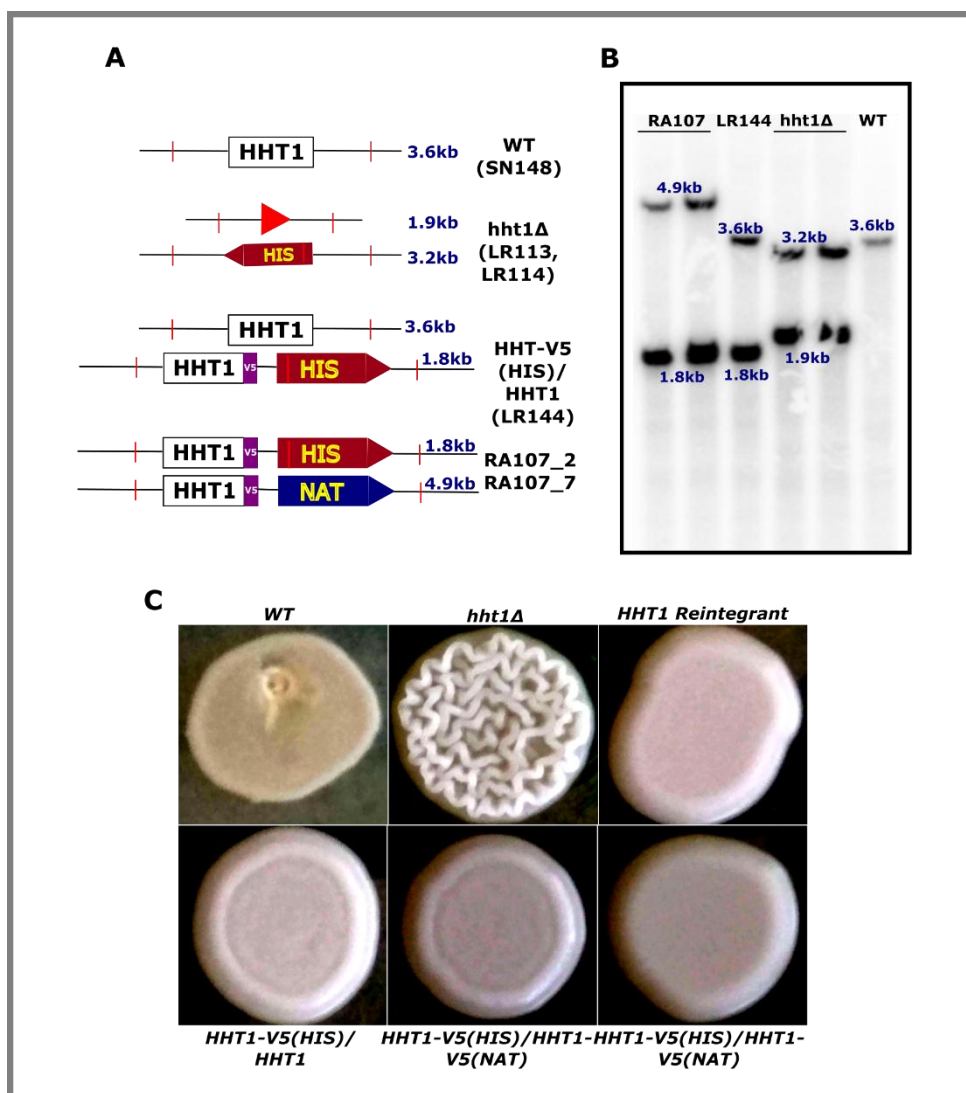 A
HHT1
3.6kb
WT
(SN148)
1.9kb
HIS
3.2kb
hht1Δ
(LR113,
LR114)
HHT1
3.6kb
HHT1
V5
HIS
1.8kb
HHT-V5
(HIS)/
HHT1
(LR144)
HHT1
V5
HIS
1.8kb
HHT1
V5
NAT
4.9kb
RA107_2
RA107_7
B
RA107 LR144 hht1Δ WT
4.9kb
3.6kb 3.2kb 3.6kb
1.8kb 1.8kb 1.9kb
C
WT hht1Δ HHT1 Reintegrant
HHT1-V5(HIS)/
HHT1
HHT1-V5(HIS)/HHT1-
V5(NAT)
HHT1-V5(HIS)/HHT1-
V5(NAT)